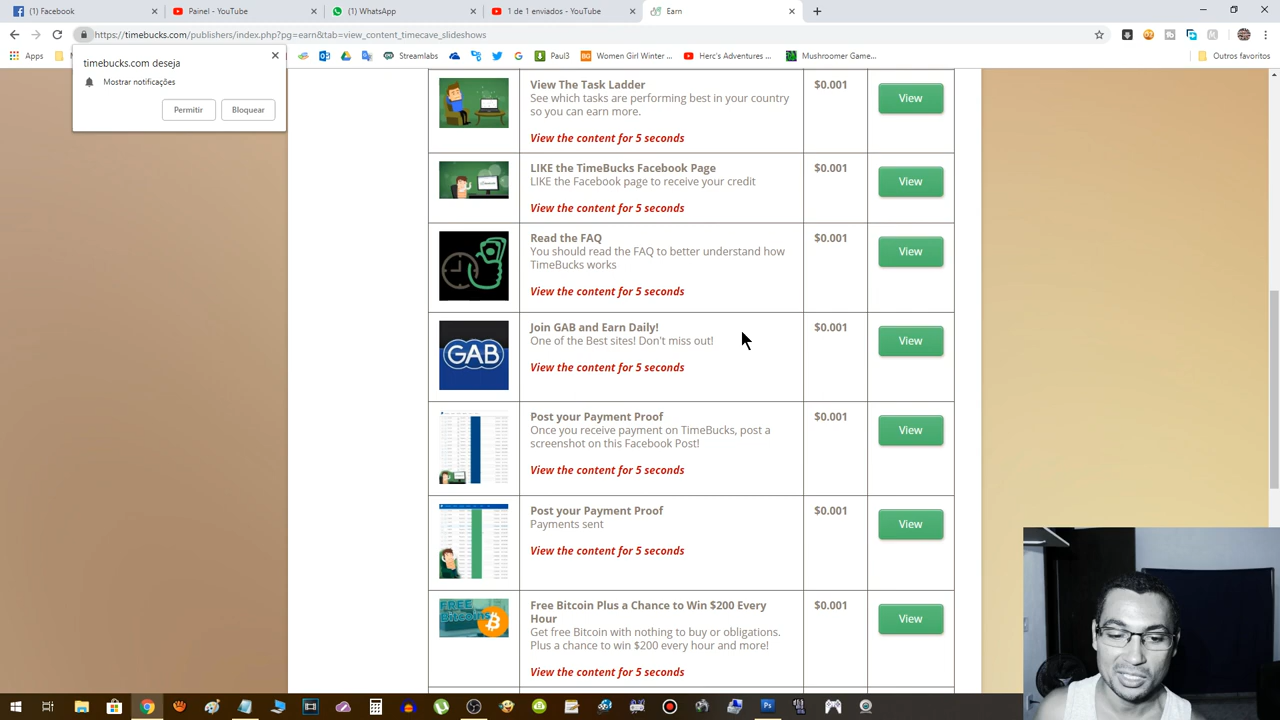 (1) Facebook
Painel - YouTube
(1) WhatsApp
1 de 1 enviados - YouTube
Earn
https://timebucks.com/publishers/index.php?pg=earn&tab=view_content_timecave_slideshows
Apps
Streamlabs
Paul3
Women Girl Winter ...
Herc's Adventures...
Mushroomer Game...
Outros favoritos
timebucks.com deseja
Mostrar notificações
Permitir
Bloquear
View The Task Ladder
See which tasks are performing best in your country
so you can earn more.
View the content for 5 seconds
$0.001
View
LIKE the TimeBucks Facebook Page
LIKE the Facebook page to receive your credit
View the content for 5 seconds
$0.001
View
Read the FAQ
You should read the FAQ to better understand how
TimeBucks works
View the content for 5 seconds
$0.001
View
GAB
Join GAB and Earn Daily!
One of the Best sites! Don't miss out!
View the content for 5 seconds
$0.001
View
Post your Payment Proof
Once you receive payment on TimeBucks, post a
screenshot on this Facebook Post!
View the content for 5 seconds
$0.001
View
Post your Payment Proof
Payments sent
View the content for 5 seconds
$0.001
View
FREE
Bitcoins
Free Bitcoin Plus a Chance to Win $200 Every
Hour
Get free Bitcoin with nothing to buy or obligations.
Plus a chance to win $200 every hour and more!
View the content for 5 seconds
$0.001
View